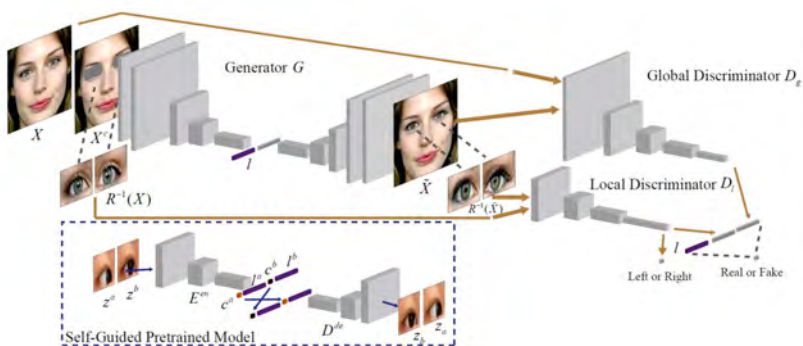 Generator G
Global Discriminator D_g
X
X^c
l
X̃
R^{-1}(X)
R^{-1}(X̃)
Local Discriminator D_l
l
Left or Right
Real or Fake
z^a
z^b
E^{en}
l^a
c^b
l^b
c^a
D^{de}
z_b
z_a
Self-Guided Pretrained Model